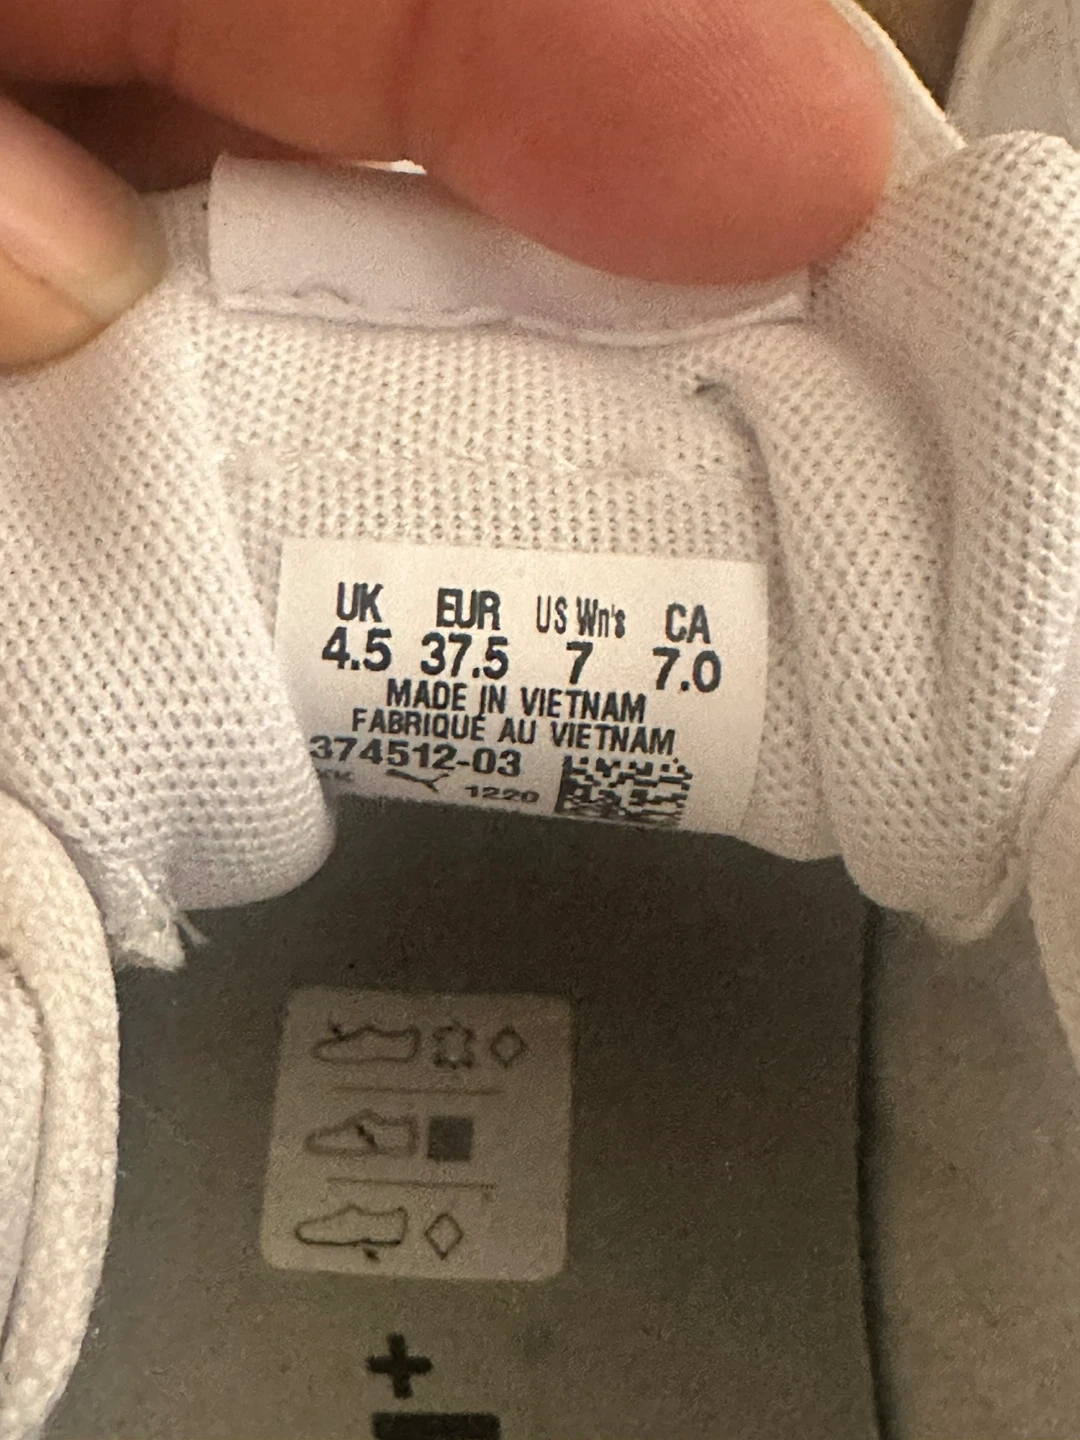 UK EUR US Wn's CA
4.5 37.5 7 7.0
MADE IN VIETNAM
FABRIQUÉ AU VIETNAM
374512-03
1220